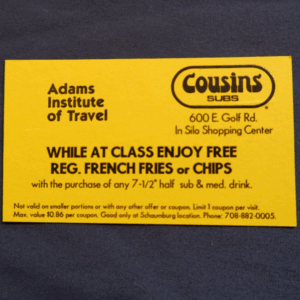 Adams
Institute
of Travel
Cousins
SUBS
600 E. Golf Rd.
In Silo Shopping Center
WHILE AT CLASS ENJOY FREE
REG. FRENCH FRIES or CHIPS
with the purchase of any 7-1/2" half sub & med. drink.
Not valid on smaller portions or with any other offer or coupon. Limit 1 coupon per visit.
Max. value $0.86 per coupon. Good only at Schaumburg location. Phone: 708-882-0005.